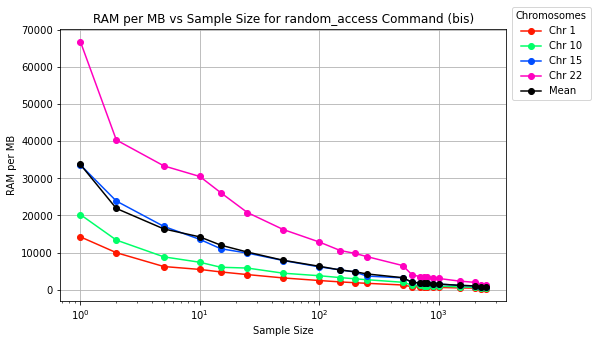 RAM per MB vs Sample Size for random_access Command (bis)
Chromosomes
Chr 1
Chr 10
Chr 15
Chr 22
Mean
RAM per MB
70000
60000
50000
40000
30000
20000
10000
0
10⁰
10¹
10²
10³
Sample Size